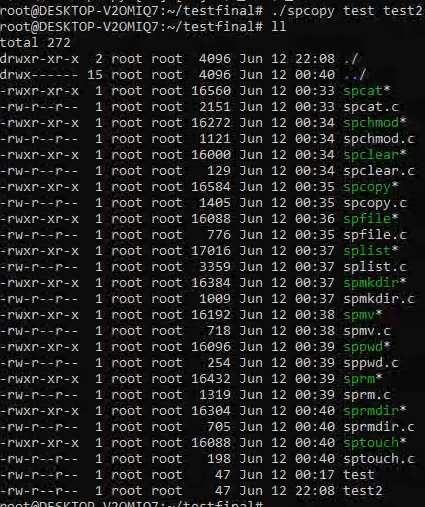 root@DESKTOP-V2OMIQ7:~/testfinal# ./spcopy test test2
root@DESKTOP-V2OMIQ7:~/testfinal# ll
total 272
drwxr-xr-x  2 root root  4096 Jun 12 22:08 ./
drwx------ 15 root root  4096 Jun 12 00:40 ../
-rwxr-xr-x  1 root root 16560 Jun 12 00:33 spcat*
-rw-r--r--  1 root root  2151 Jun 12 00:33 spcat.c
-rwxr-xr-x  1 root root 16272 Jun 12 00:34 spchmod*
-rw-r--r--  1 root root  1121 Jun 12 00:34 spchmod.c
-rwxr-xr-x  1 root root 16000 Jun 12 00:34 spclear*
-rw-r--r--  1 root root   129 Jun 12 00:34 spclear.c
-rwxr-xr-x  1 root root 16584 Jun 12 00:35 spcopy*
-rw-r--r--  1 root root  1405 Jun 12 00:35 spcopy.c
-rwxr-xr-x  1 root root 16088 Jun 12 00:36 spfile*
-rw-r--r--  1 root root   776 Jun 12 00:35 spfile.c
-rwxr-xr-x  1 root root 17016 Jun 12 00:37 splist*
-rw-r--r--  1 root root  3359 Jun 12 00:37 splist.c
-rwxr-xr-x  1 root root 16384 Jun 12 00:37 spmkdir*
-rw-r--r--  1 root root  1009 Jun 12 00:37 spmkdir.c
-rwxr-xr-x  1 root root 16192 Jun 12 00:38 spmv*
-rw-r--r--  1 root root   718 Jun 12 00:38 spmv.c
-rwxr-xr-x  1 root root 16096 Jun 12 00:39 sppwd*
-rw-r--r--  1 root root   254 Jun 12 00:39 sppwd.c
-rwxr-xr-x  1 root root 16432 Jun 12 00:39 sprm*
-rw-r--r--  1 root root  1319 Jun 12 00:39 sprm.c
-rwxr-xr-x  1 root root 16304 Jun 12 00:40 sprmdir*
-rw-r--r--  1 root root   705 Jun 12 00:40 sprmdir.c
-rwxr-xr-x  1 root root 16088 Jun 12 00:40 sptouch*
-rw-r--r--  1 root root   198 Jun 12 00:40 sptouch.c
-rw-r--r--  1 root root    47 Jun 12 00:17 test
-rw-r--r--  1 root root    47 Jun 12 22:08 test2
root@DESKTOP-V2OMIQ7:~/testfinal#